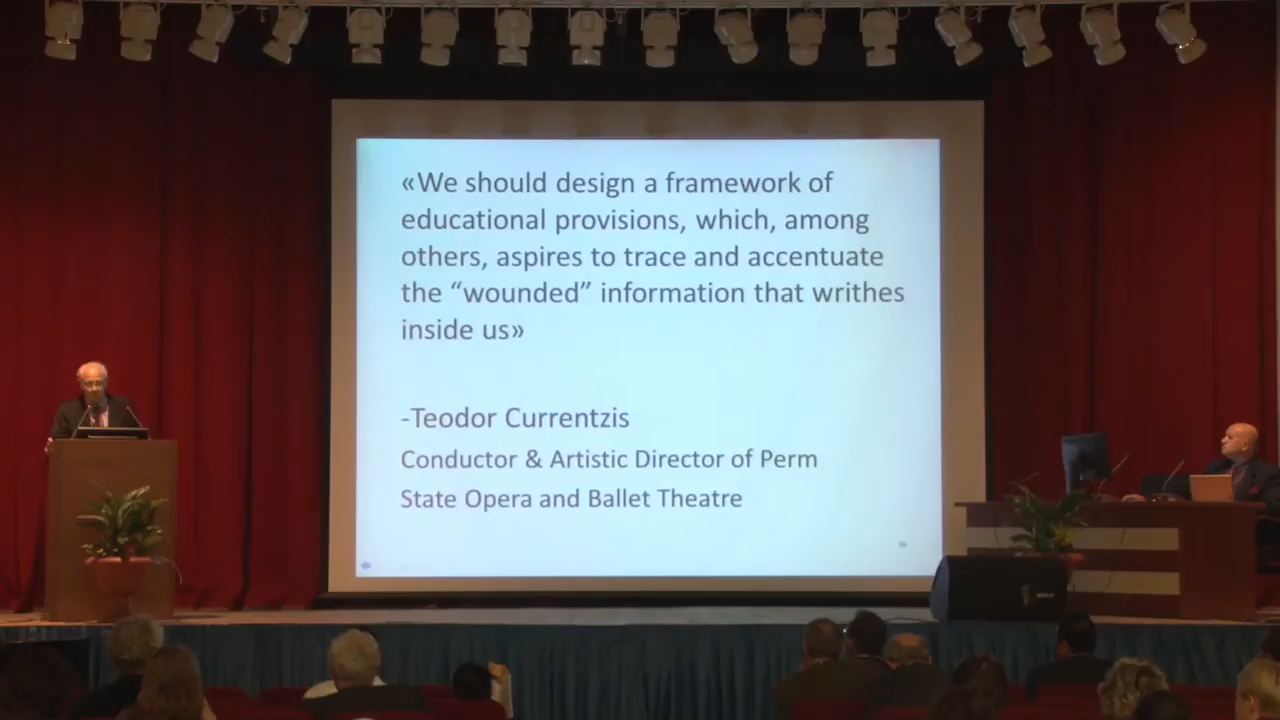 «We should design a framework of
educational provisions, which, among
others, aspires to trace and accentuate
the “wounded” information that writhes
inside us»
-Teodor Currentzis
Conductor & Artistic Director of Perm
State Opera and Ballet Theatre